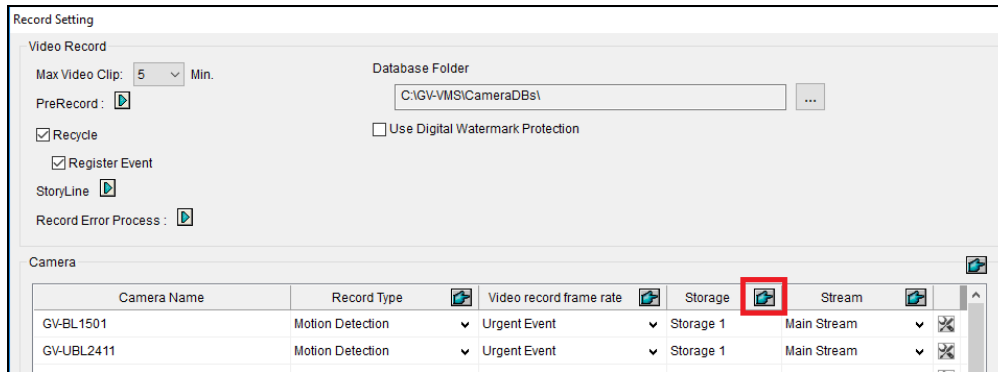 Record Setting
Video Record
Max Video Clip: 5 Min.
PreRecord :
Recycle
Register Event
StoryLine
Record Error Process :
Database Folder
C:\GV-VMS\CameraDBs\
...
Use Digital Watermark Protection
Camera
Camera Name Record Type Video record frame rate Storage Stream
GV-BL1501 Motion Detection Urgent Event Storage 1 Main Stream
GV-UBL2411 Motion Detection Urgent Event Storage 1 Main Stream